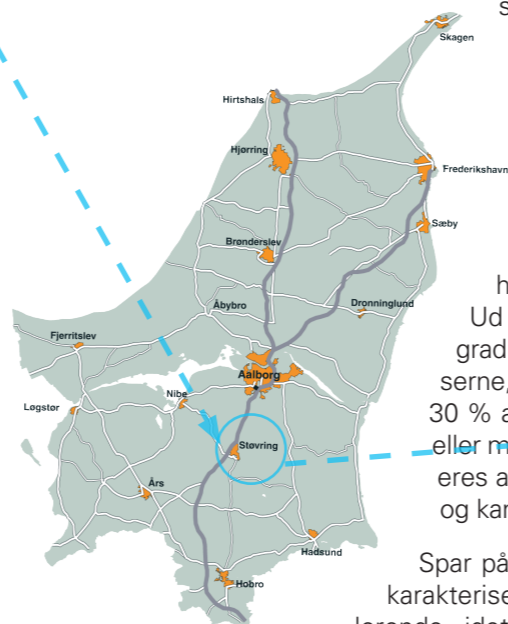 Skagen
Hirtshals
Hjørring
Frederikshavn
Sæby
Brønderslev
Åbybro
Dronninglund
Fjerritslev
Aalborg
Nibe
Løgstør
Støvring
Års
Hadsund
Hobro
Ud
grad
serne,
30 % a
eller m
eres a
og kar
Spar på
karakterise